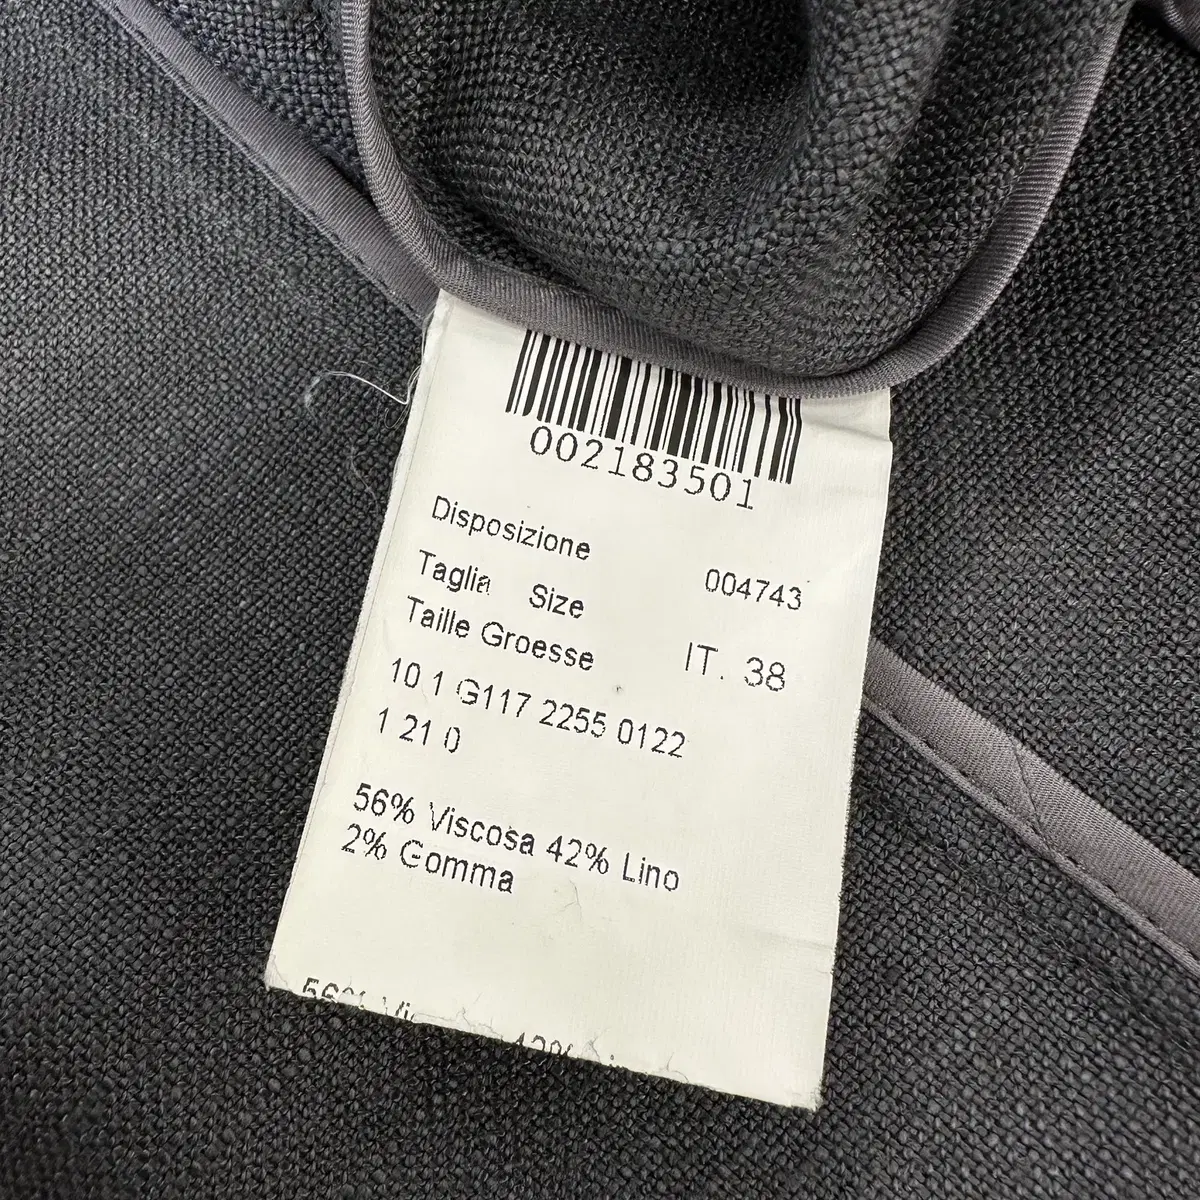 002183501
Disposizione 004743
Taglia Size
Taille Groesse IT. 38
10 1 G117 2255 0122
1 21 0
56% Viscosa 42% Lino
2% Gomma